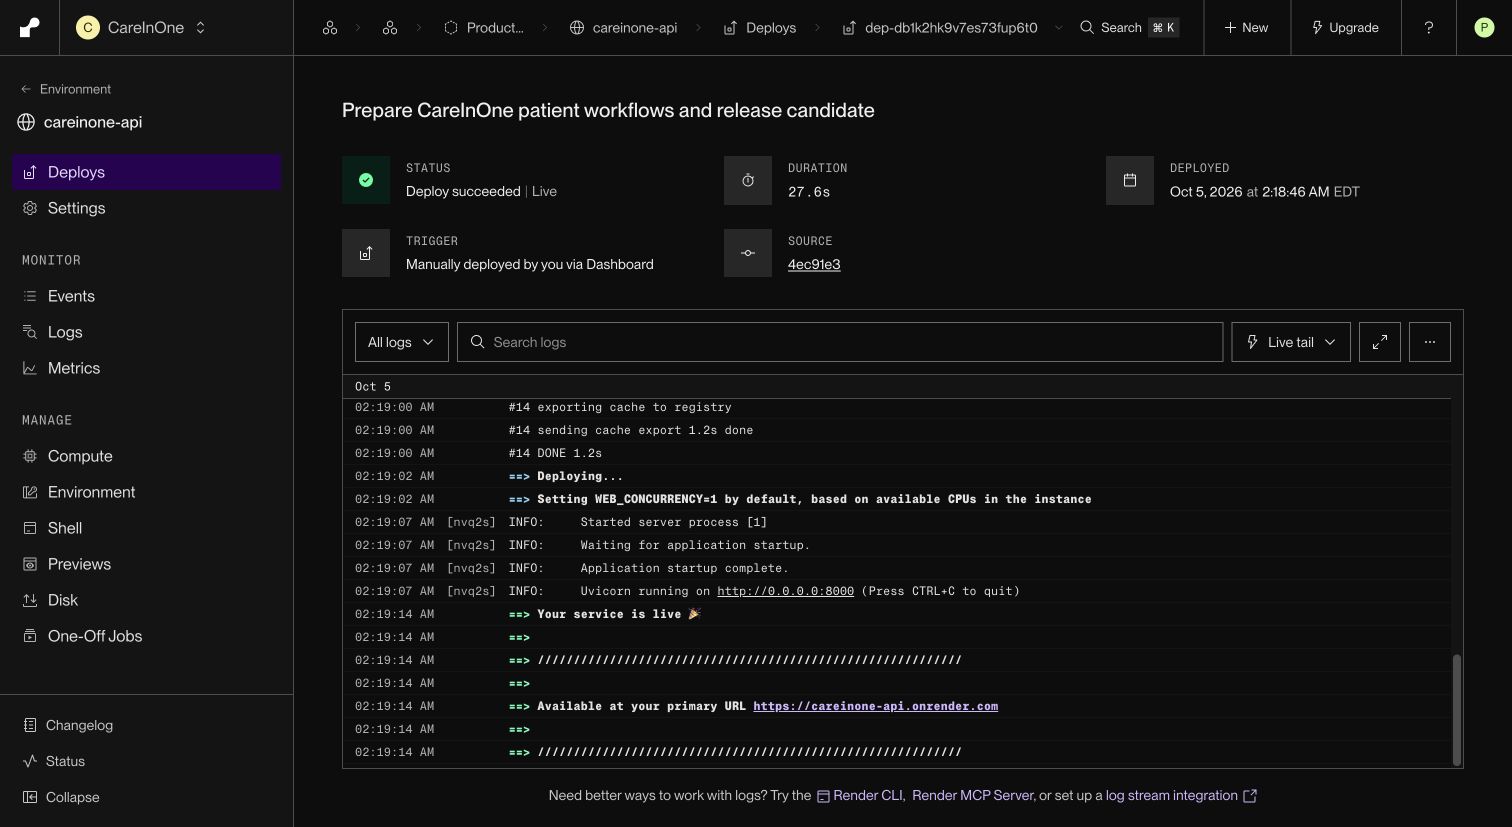 C CareInOne
Product...
careinone-api
Deploys
dep-db1k2hk9v7es73fup6t0
Search ⌘ K
+ New
Upgrade
?
P
← Environment
careinone-api
Deploys
Settings
MONITOR
Events
Logs
Metrics
MANAGE
Compute
Environment
Shell
Previews
Disk
One-Off Jobs
Changelog
Status
Collapse
Prepare CareInOne patient workflows and release candidate
STATUS
Deploy succeeded | Live
DURATION
27.6s
DEPLOYED
Oct 5, 2026 at 2:18:46 AM EDT
TRIGGER
Manually deployed by you via Dashboard
SOURCE
4ec91e3
All logs
Search logs
Live tail
...
Oct 5
02:19:00 AM #14 exporting cache to registry
02:19:00 AM #14 sending cache export 1.2s done
02:19:00 AM #14 DONE 1.2s
02:19:02 AM ==> Deploying...
02:19:02 AM ==> Setting WEB_CONCURRENCY=1 by default, based on available CPUs in the instance
02:19:07 AM [nvq2s] INFO: Started server process [1]
02:19:07 AM [nvq2s] INFO: Waiting for application startup.
02:19:07 AM [nvq2s] INFO: Application startup complete.
02:19:07 AM [nvq2s] INFO: Uvicorn running on http://0.0.0.0:8000 (Press CTRL+C to quit)
02:19:14 AM ==> Your service is live 🎉
02:19:14 AM ==>
02:19:14 AM ==> ///////////////////////////////////////////////////////////
02:19:14 AM ==>
02:19:14 AM ==> Available at your primary URL https://careinone-api.onrender.com
02:19:14 AM ==>
02:19:14 AM ==> ///////////////////////////////////////////////////////////
Need better ways to work with logs? Try the Render CLI, Render MCP Server, or set up a log stream integration